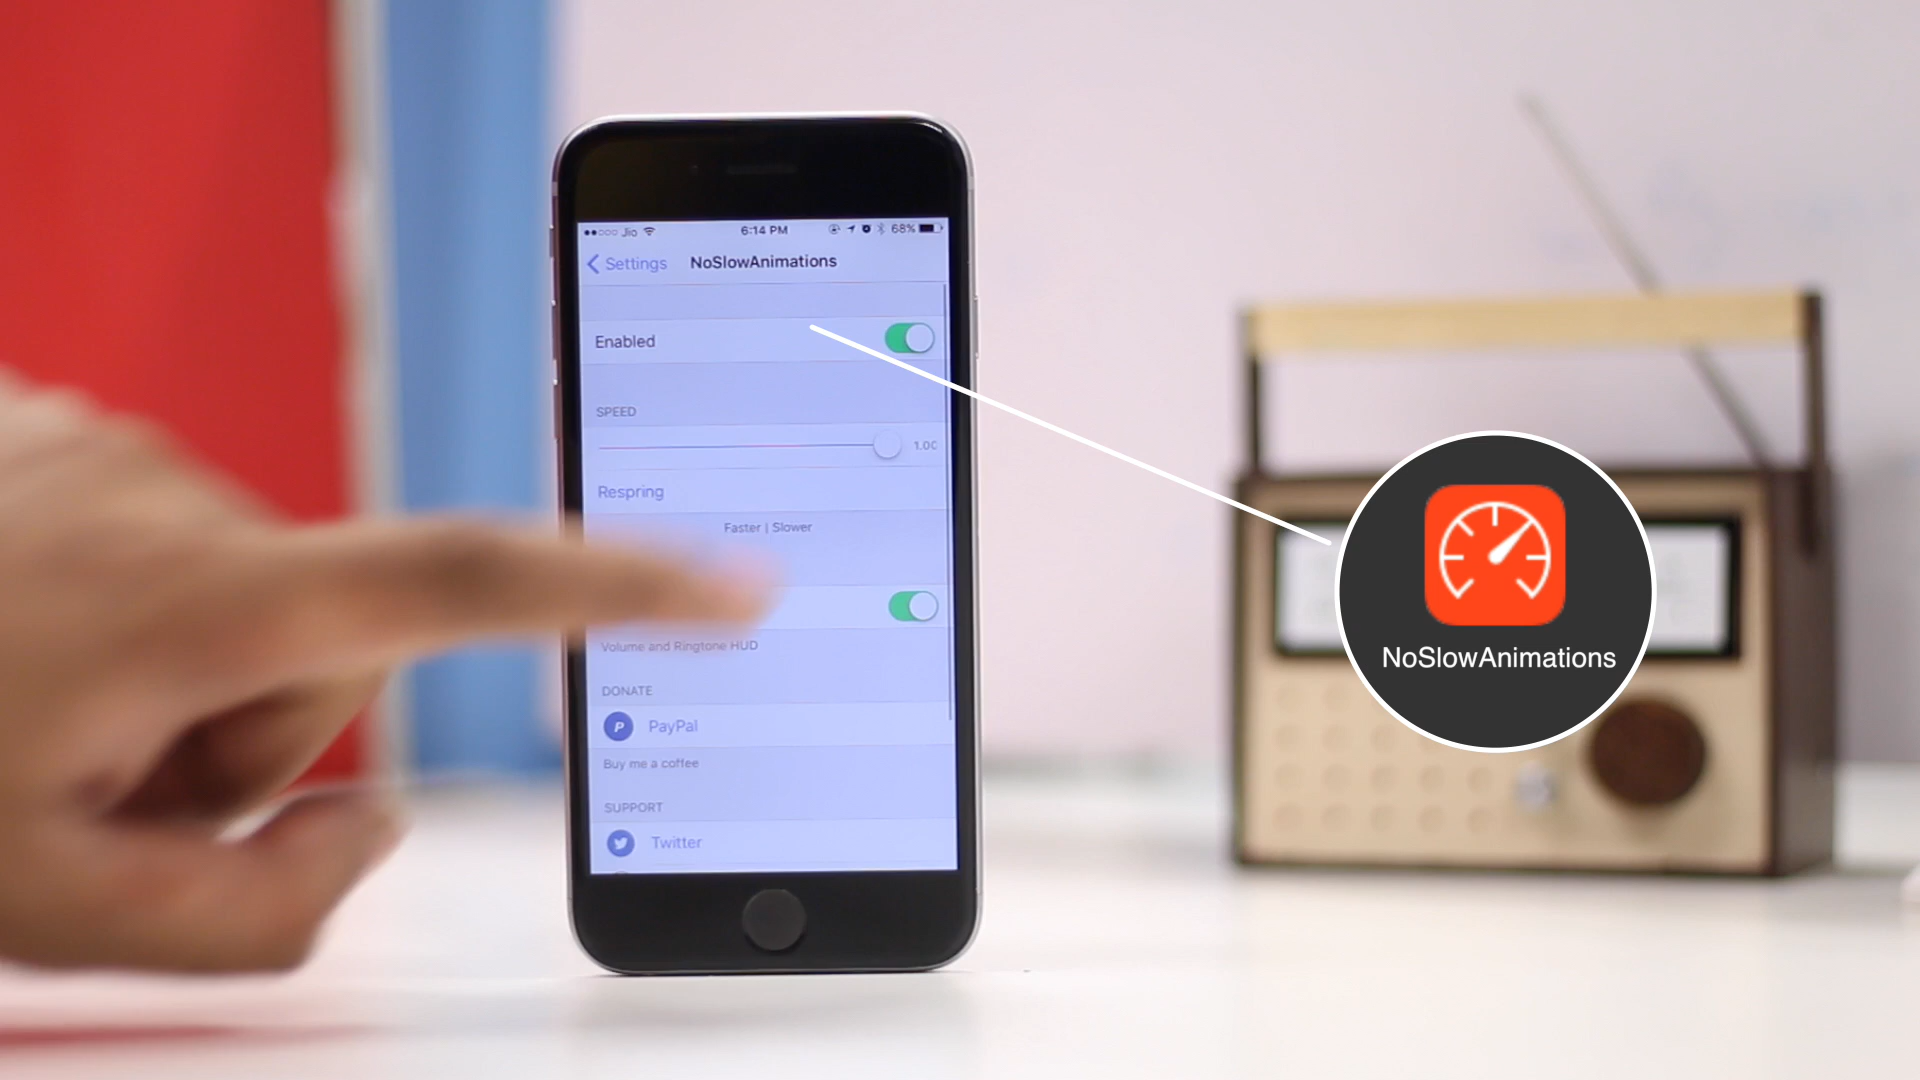 Jio 6:14 PM 68%
Settings NoSlowAnimations
Enabled
SPEED
1.00
Respring
Faster | Slower
Volume and Ringtone HUD
DONATE
P PayPal
Buy me a coffee
SUPPORT
Twitter
NoSlowAnimations